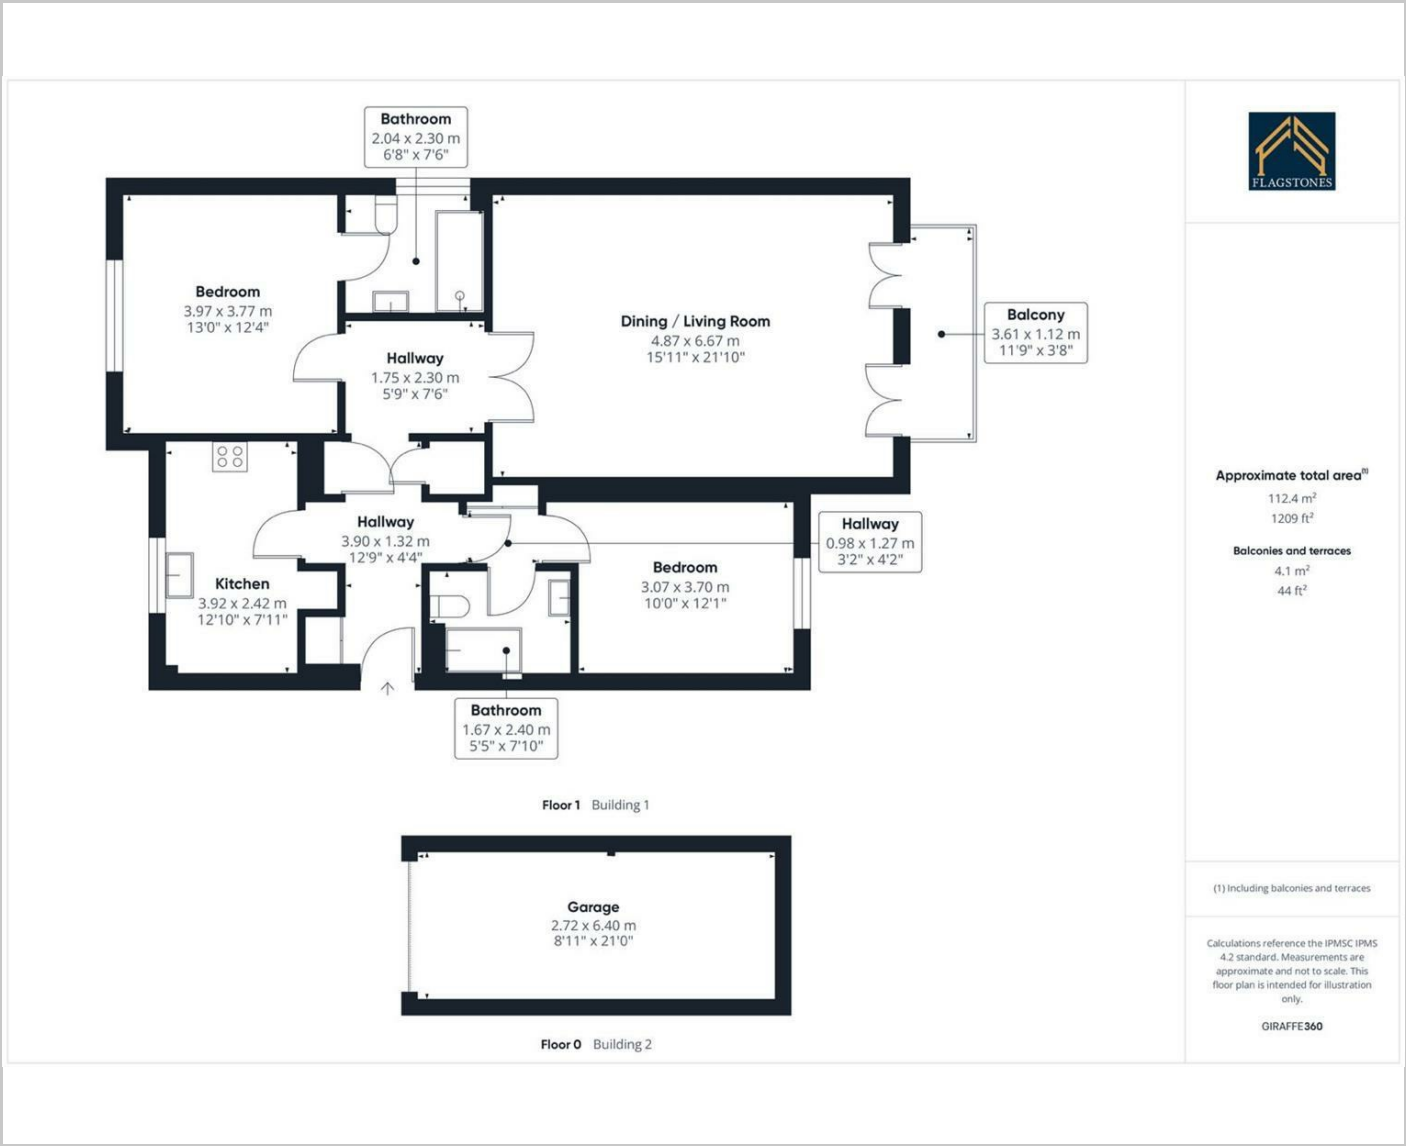 Bathroom
2.04 x 2.30 m
6'8" x 7'6"
Bedroom
3.97 x 3.77 m
13'0" x 12'4"
Dining / Living Room
4.87 x 6.67 m
15'11" x 21'10"
Balcony
3.61 x 1.12 m
11'9" x 3'8"
Hallway
1.75 x 2.30 m
5'9" x 7'6"
Hallway
3.90 x 1.32 m
12'9" x 4'4"
Hallway
0.98 x 1.27 m
3'2" x 4'2"
Kitchen
3.92 x 2.42 m
12'10" x 7'11"
Bedroom
3.07 x 3.70 m
10'0" x 12'1"
Bathroom
1.67 x 2.40 m
5'5" x 7'10"
Floor 1 Building 1
Garage
2.72 x 6.40 m
8'11" x 21'0"
Floor 0 Building 2
FLAGSTONES
Approximate total area(1)
112.4 m²
1209 ft²
Balconies and terraces
4.1 m²
44 ft²
(1) Including balconies and terraces
Calculations reference the IPMSC IPMS
4.2 standard. Measurements are
approximate and not to scale. This
floor plan is intended for illustration
only.
GIRAFFE360